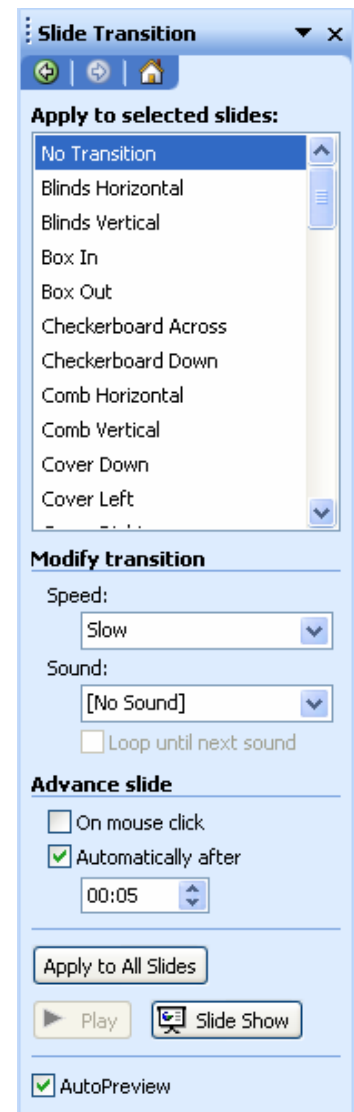 Slide Transition
Apply to selected slides:
No Transition
Blinds Horizontal
Blinds Vertical
Box In
Box Out
Checkerboard Across
Checkerboard Down
Comb Horizontal
Comb Vertical
Cover Down
Cover Left
Modify transition
Speed:
Slow
Sound:
[No Sound]
Loop until next sound
Advance slide
On mouse click
Automatically after
00:05
Apply to All Slides
Play
Slide Show
AutoPreview